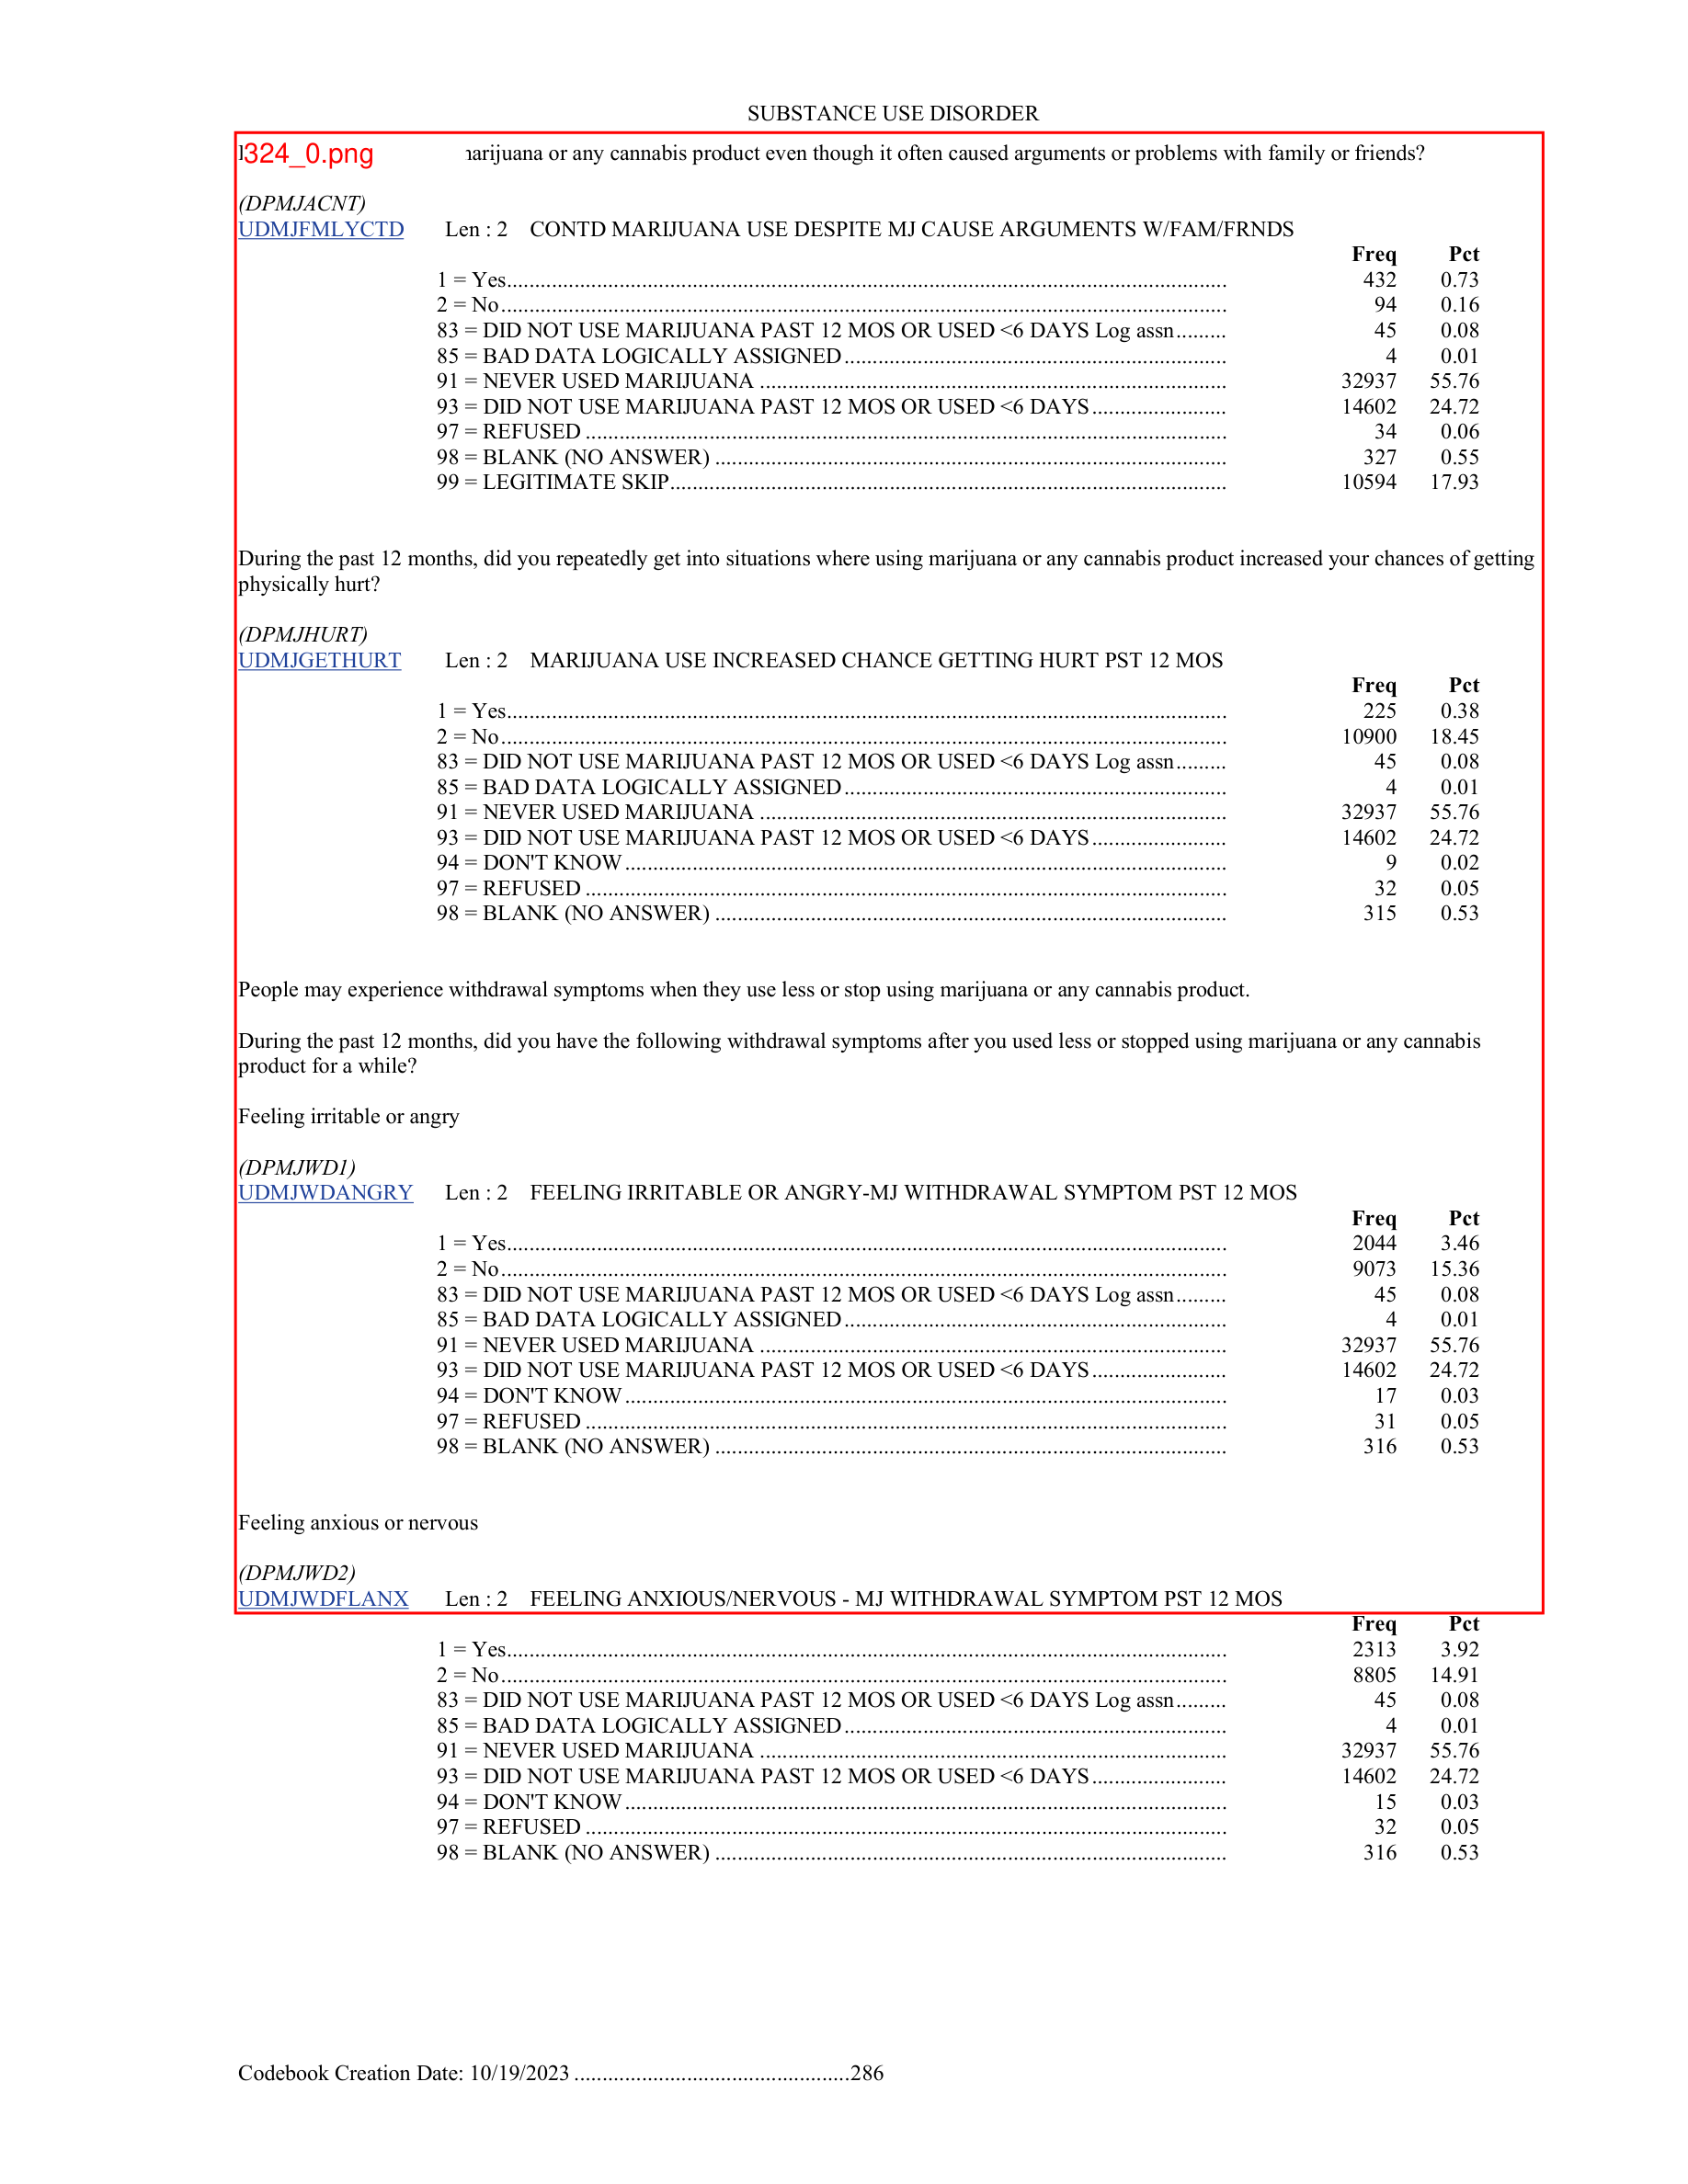 SUBSTANCE USE DISORDER
324_0.png arijuana or any cannabis product even though it often caused arguments or problems with family or friends?
(DPMJACNT)
UDMJFMLYCTD Len : 2 CONTD MARIJUANA USE DESPITE MJ CAUSE ARGUMENTS W/FAM/FRNDS
Freq Pct
1 = Yes 432 0.73
2 = No 94 0.16
83 = DID NOT USE MARIJUANA PAST 12 MOS OR USED <6 DAYS Log assn 45 0.08
85 = BAD DATA LOGICALLY ASSIGNED 4 0.01
91 = NEVER USED MARIJUANA 32937 55.76
93 = DID NOT USE MARIJUANA PAST 12 MOS OR USED <6 DAYS 14602 24.72
97 = REFUSED 34 0.06
98 = BLANK (NO ANSWER) 327 0.55
99 = LEGITIMATE SKIP 10594 17.93
During the past 12 months, did you repeatedly get into situations where using marijuana or any cannabis product increased your chances of getting
physically hurt?
(DPMJHURT)
UDMJGETHURT Len : 2 MARIJUANA USE INCREASED CHANCE GETTING HURT PST 12 MOS
Freq Pct
1 = Yes 225 0.38
2 = No 10900 18.45
83 = DID NOT USE MARIJUANA PAST 12 MOS OR USED <6 DAYS Log assn 45 0.08
85 = BAD DATA LOGICALLY ASSIGNED 4 0.01
91 = NEVER USED MARIJUANA 32937 55.76
93 = DID NOT USE MARIJUANA PAST 12 MOS OR USED <6 DAYS 14602 24.72
94 = DON'T KNOW 9 0.02
97 = REFUSED 32 0.05
98 = BLANK (NO ANSWER) 315 0.53
People may experience withdrawal symptoms when they use less or stop using marijuana or any cannabis product.
During the past 12 months, did you have the following withdrawal symptoms after you used less or stopped using marijuana or any cannabis
product for a while?
Feeling irritable or angry
(DPMJWD1)
UDMJWDANGRY Len : 2 FEELING IRRITABLE OR ANGRY-MJ WITHDRAWAL SYMPTOM PST 12 MOS
Freq Pct
1 = Yes 2044 3.46
2 = No 9073 15.36
83 = DID NOT USE MARIJUANA PAST 12 MOS OR USED <6 DAYS Log assn 45 0.08
85 = BAD DATA LOGICALLY ASSIGNED 4 0.01
91 = NEVER USED MARIJUANA 32937 55.76
93 = DID NOT USE MARIJUANA PAST 12 MOS OR USED <6 DAYS 14602 24.72
94 = DON'T KNOW 17 0.03
97 = REFUSED 31 0.05
98 = BLANK (NO ANSWER) 316 0.53
Feeling anxious or nervous
(DPMJWD2)
UDMJWDFLANX Len : 2 FEELING ANXIOUS/NERVOUS - MJ WITHDRAWAL SYMPTOM PST 12 MOS
Freq Pct
1 = Yes 2313 3.92
2 = No 8805 14.91
83 = DID NOT USE MARIJUANA PAST 12 MOS OR USED <6 DAYS Log assn 45 0.08
85 = BAD DATA LOGICALLY ASSIGNED 4 0.01
91 = NEVER USED MARIJUANA 32937 55.76
93 = DID NOT USE MARIJUANA PAST 12 MOS OR USED <6 DAYS 14602 24.72
94 = DON'T KNOW 15 0.03
97 = REFUSED 32 0.05
98 = BLANK (NO ANSWER) 316 0.53
Codebook Creation Date: 10/19/2023 286